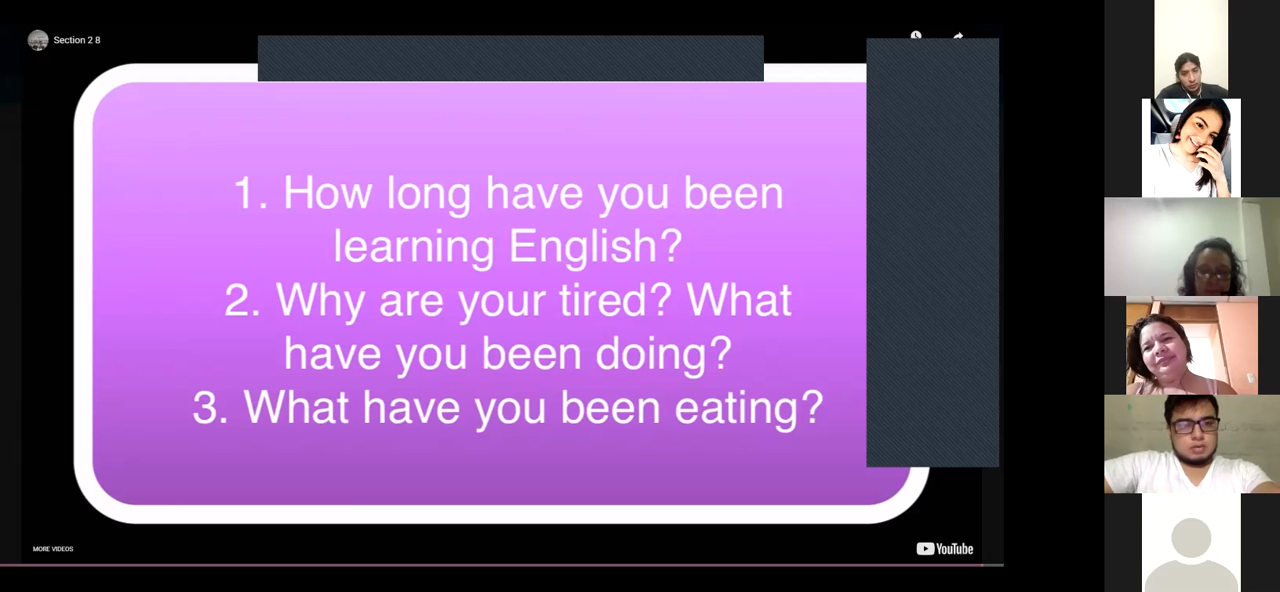 Section 2 8
1. How long have you been
learning English?
2. Why are your tired? What
have you been doing?
3. What have you been eating?
MORE VIDEOS
YouTube